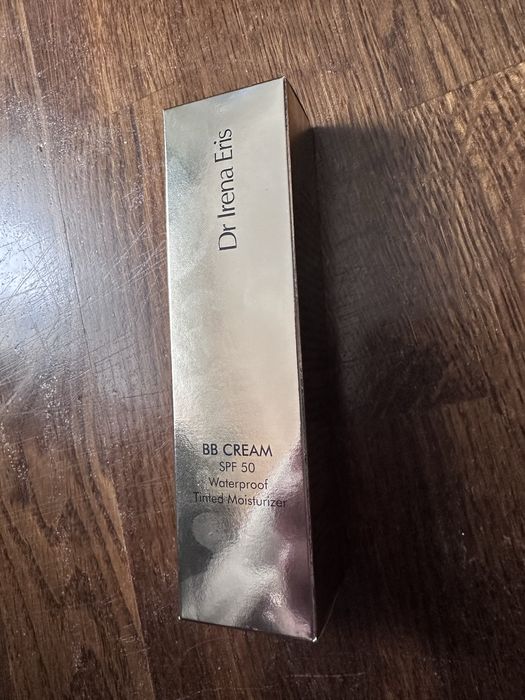 Dr Irena Eris
BB CREAM
SPF 50
Waterproof
Tinted Moisturizer